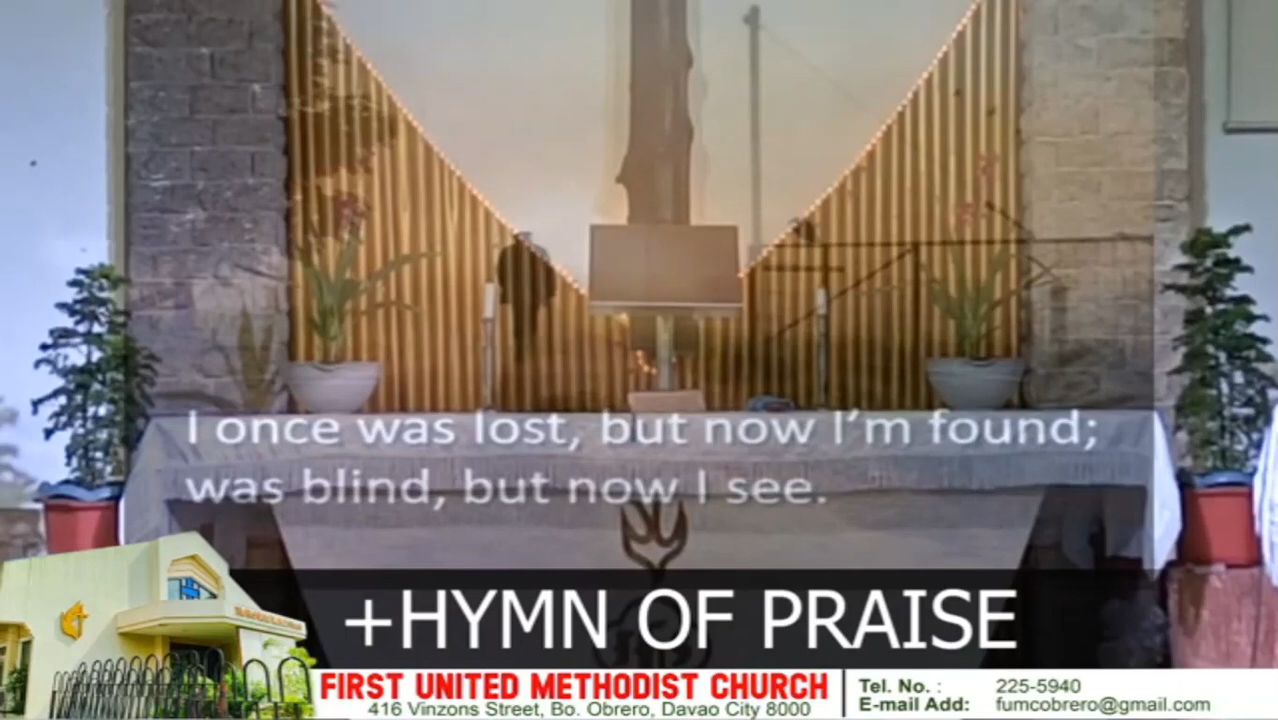 I once was lost, but now I'm found;
was blind, but now I see.
+HYMN OF PRAISE
FIRST UNITED METHODIST CHURCH
416 Vinzons Street, Bo. Obrero, Davao City 8000
Tel. No. : 225-5940
E-mail Add: fumcobrero@gmail.com